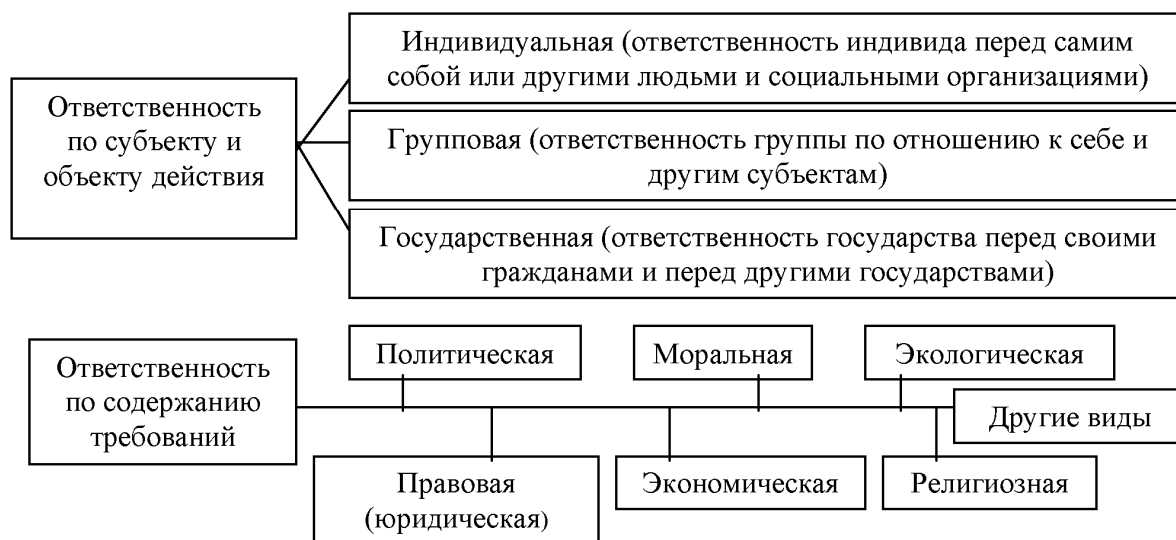 Ответственность
по субъекту и
объекту действия
Индивидуальная (ответственность индивида перед самим
собой или другими людьми и социальными организациями)
Групповая (ответственность группы по отношению к себе и
другим субъектам)
Государственная (ответственность государства перед своими
гражданами и перед другими государствами)
Ответственность
по содержанию
требований
Политическая
Моральная
Экологическая
Другие виды
Правовая
(юридическая)
Экономическая
Религиозная